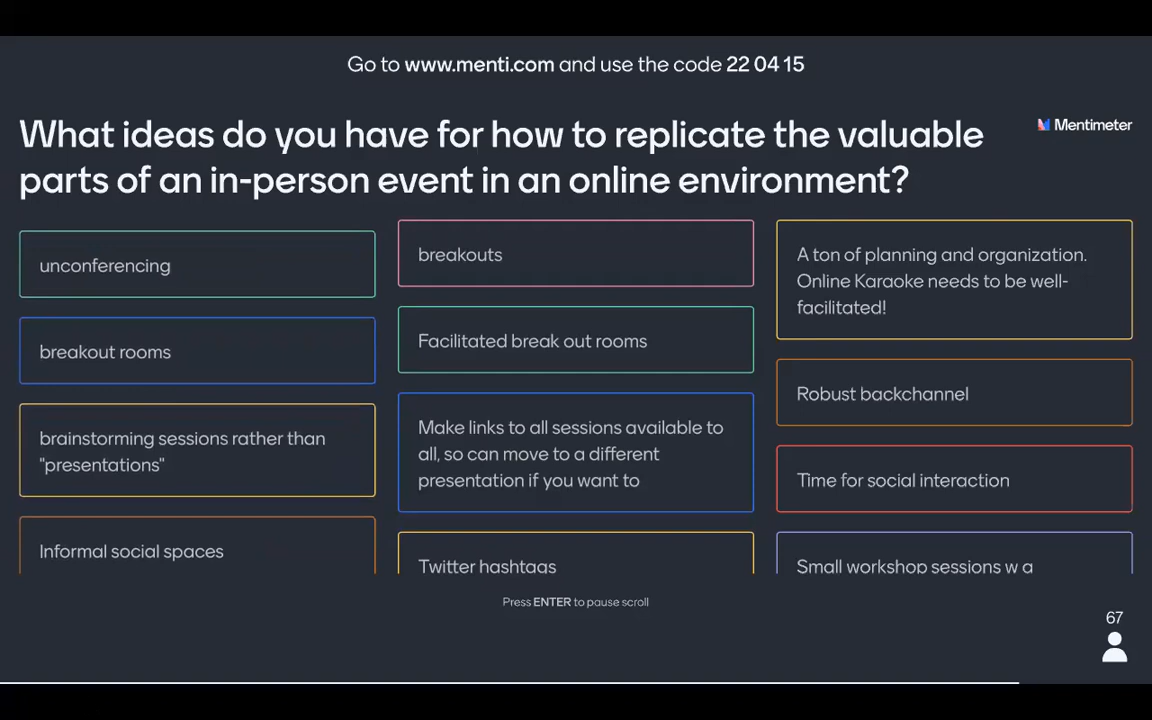 Go to www.menti.com and use the code 22 04 15
What ideas do you have for how to replicate the valuable
parts of an in-person event in an online environment?
Mentimeter
unconferencing
breakout rooms
brainstorming sessions rather than
"presentations"
Informal social spaces
breakouts
Facilitated break out rooms
Make links to all sessions available to
all, so can move to a different
presentation if you want to
Twitter hashtags
A ton of planning and organization.
Online Karaoke needs to be well-
facilitated!
Robust backchannel
Time for social interaction
Small workshop sessions w a
Press ENTER to pause scroll
67